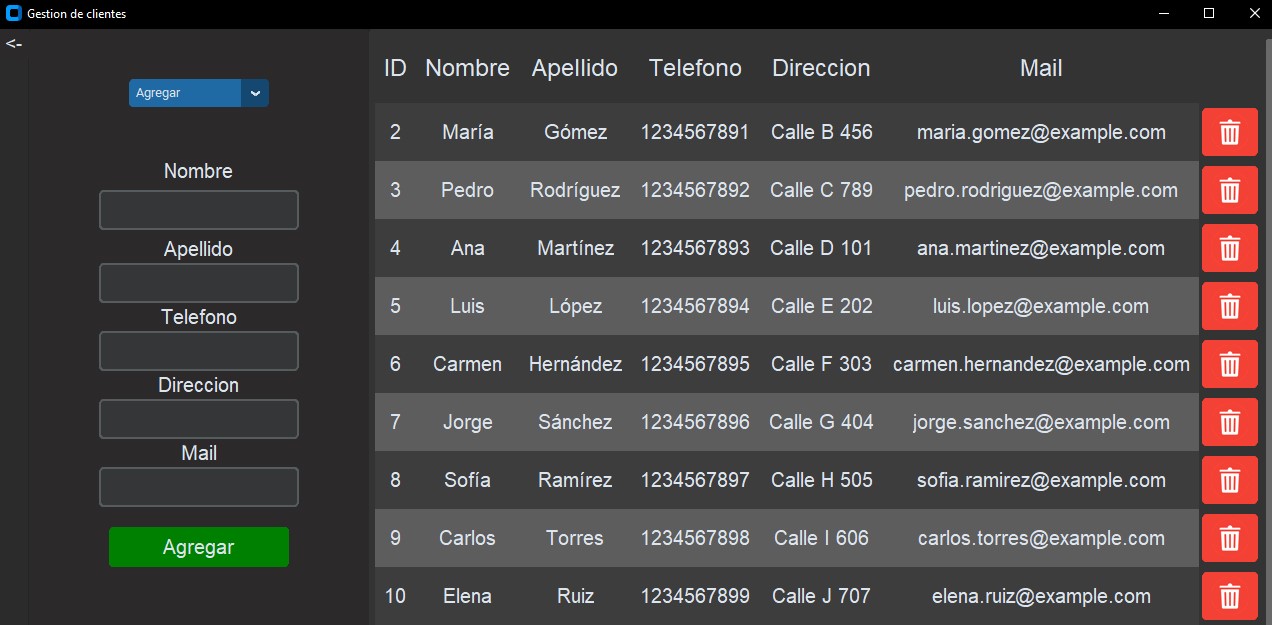 Gestion de clientes
<-
Agregar
Nombre
Apellido
Telefono
Direccion
Mail
Agregar
ID Nombre Apellido Telefono Direccion Mail
2 María Gómez 1234567891 Calle B 456 maria.gomez@example.com
3 Pedro Rodríguez 1234567892 Calle C 789 pedro.rodriguez@example.com
4 Ana Martínez 1234567893 Calle D 101 ana.martinez@example.com
5 Luis López 1234567894 Calle E 202 luis.lopez@example.com
6 Carmen Hernández 1234567895 Calle F 303 carmen.hernandez@example.com
7 Jorge Sánchez 1234567896 Calle G 404 jorge.sanchez@example.com
8 Sofía Ramírez 1234567897 Calle H 505 sofia.ramirez@example.com
9 Carlos Torres 1234567898 Calle I 606 carlos.torres@example.com
10 Elena Ruiz 1234567899 Calle J 707 elena.ruiz@example.com